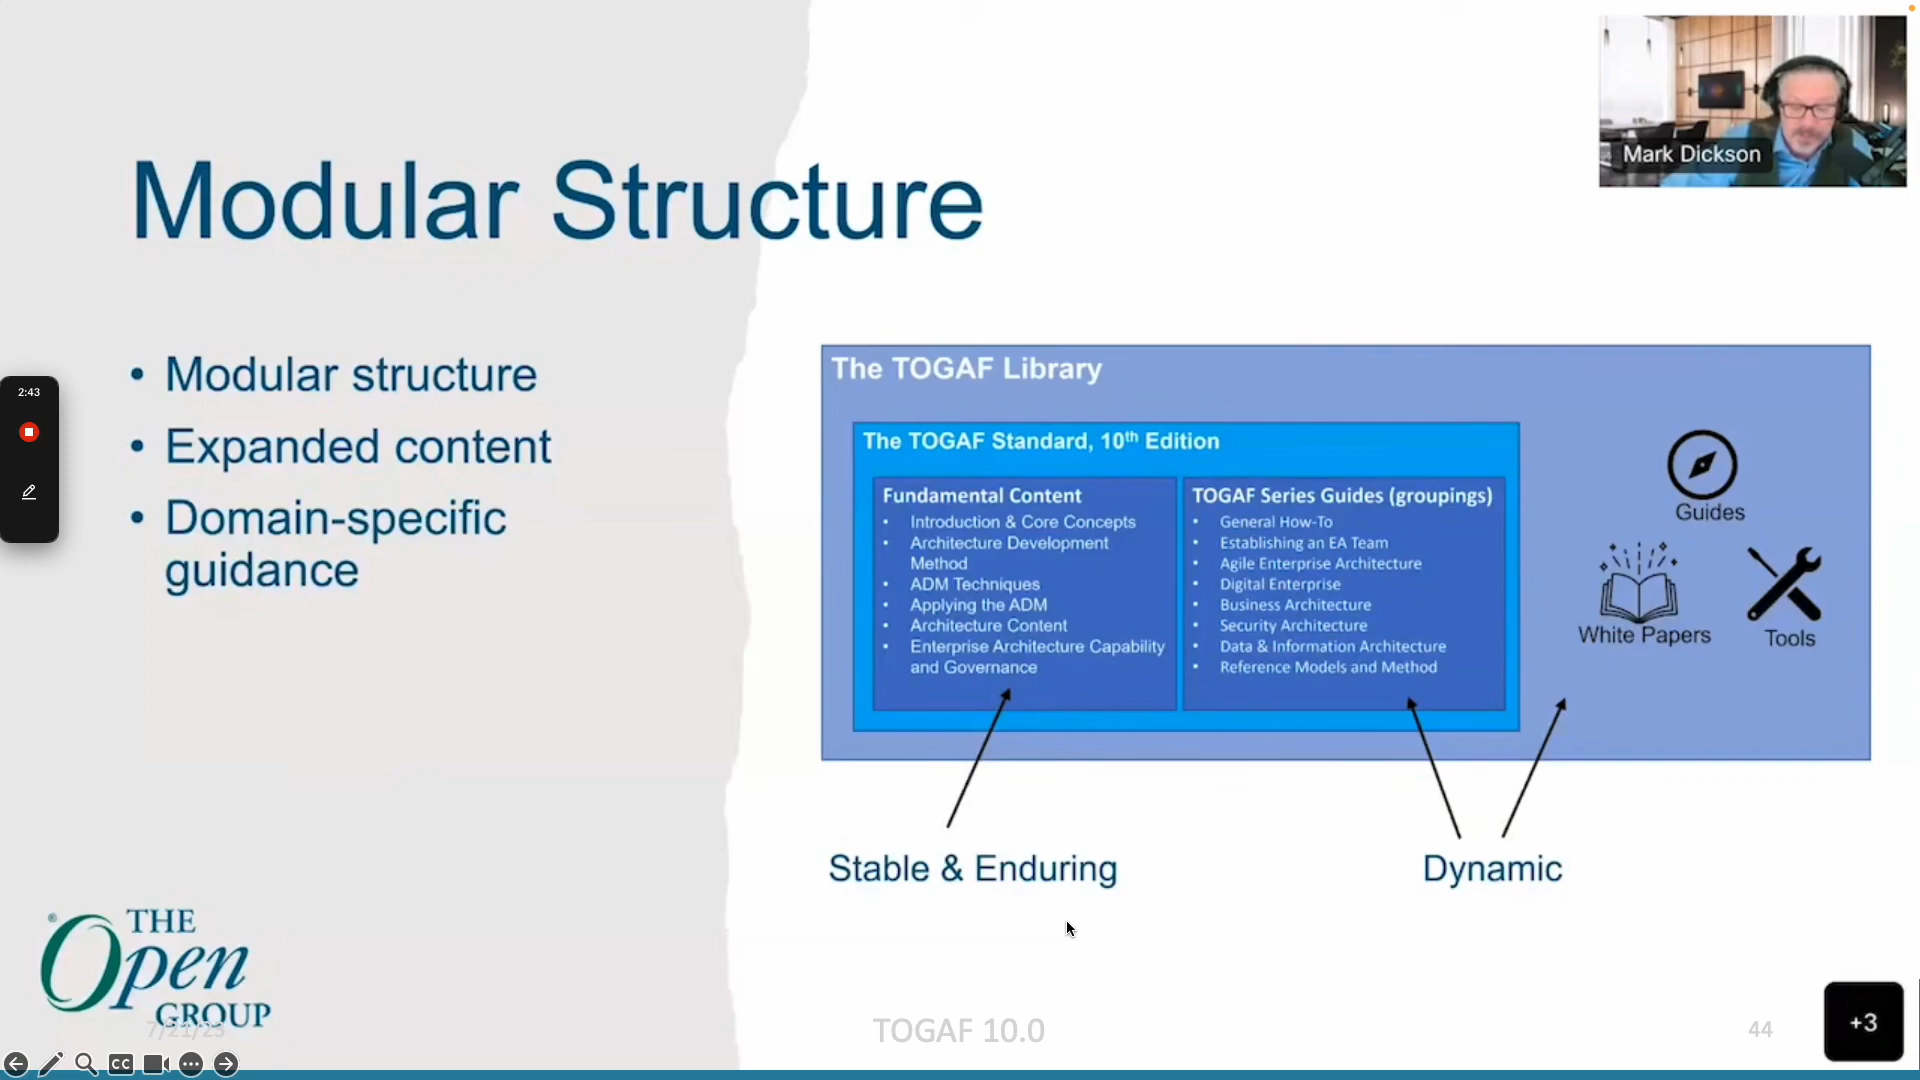 Mark Dickson
Modular Structure
2:43
• Modular structure
• Expanded content
• Domain-specific
guidance
The TOGAF Library
The TOGAF Standard, 10th Edition
Fundamental Content
• Introduction & Core Concepts
• Architecture Development
Method
• ADM Techniques
• Applying the ADM
• Architecture Content
• Enterprise Architecture Capability
and Governance
TOGAF Series Guides (groupings)
• General How-To
• Establishing an EA Team
• Agile Enterprise Architecture
• Digital Enterprise
• Business Architecture
• Security Architecture
• Data & Information Architecture
• Reference Models and Method
Guides
White Papers
Tools
Stable & Enduring
Dynamic
® THE
Open
GROUP
7/21/23
TOGAF 10.0
44
+3
CC